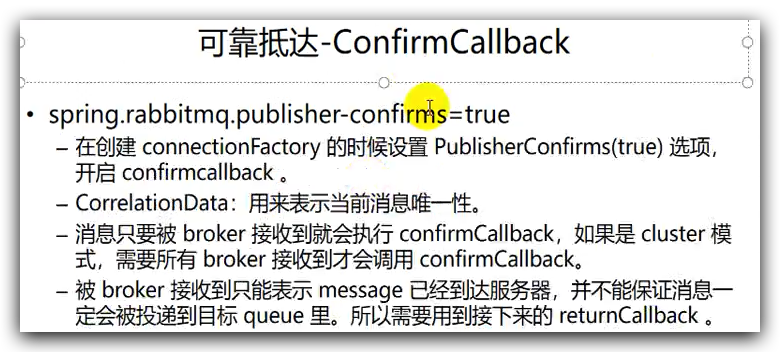 可靠抵达-ConfirmCallback
• spring.rabbitmq.publisher-confirms=true
– 在创建 connectionFactory 的时候设置 PublisherConfirms(true) 选项，
开启 confirmcallback 。
– CorrelationData：用来表示当前消息唯一性。
– 消息只要被 broker 接收到就会执行 confirmCallback，如果是 cluster 模
式，需要所有 broker 接收到才会调用 confirmCallback。
– 被 broker 接收到只能表示 message 已经到达服务器，并不能保证消息一
定会被投递到目标 queue 里。所以需要用到接下来的 returnCallback 。